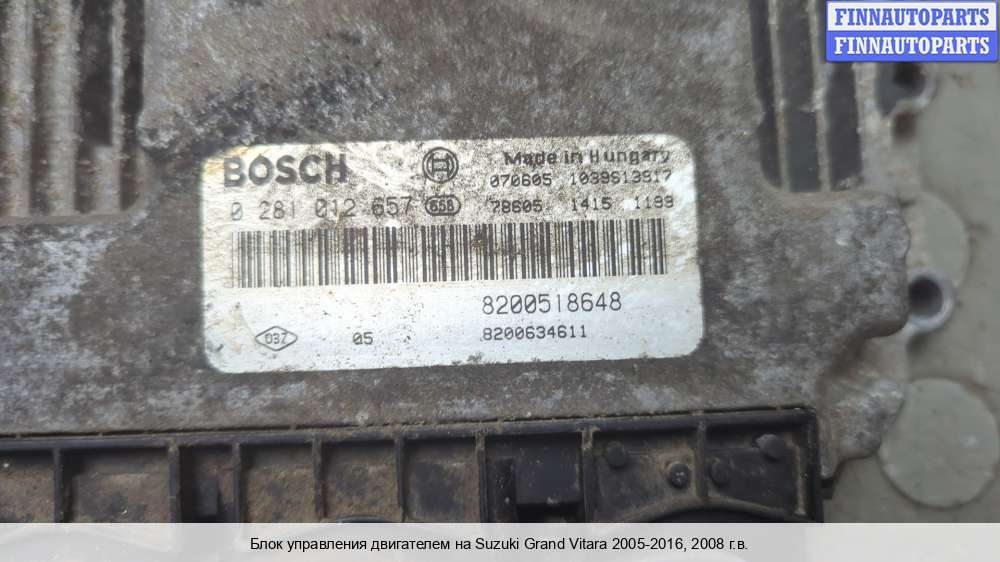 FINNAUTOPARTS
FINNAUTOPARTS
BOSCH
Made in Hungary
070605 1039S13917
0 281 012 657
78605 1415 1199
8200518648
05
8200634611
Блок управления двигателем на Suzuki Grand Vitara 2005-2016, 2008 г.в.